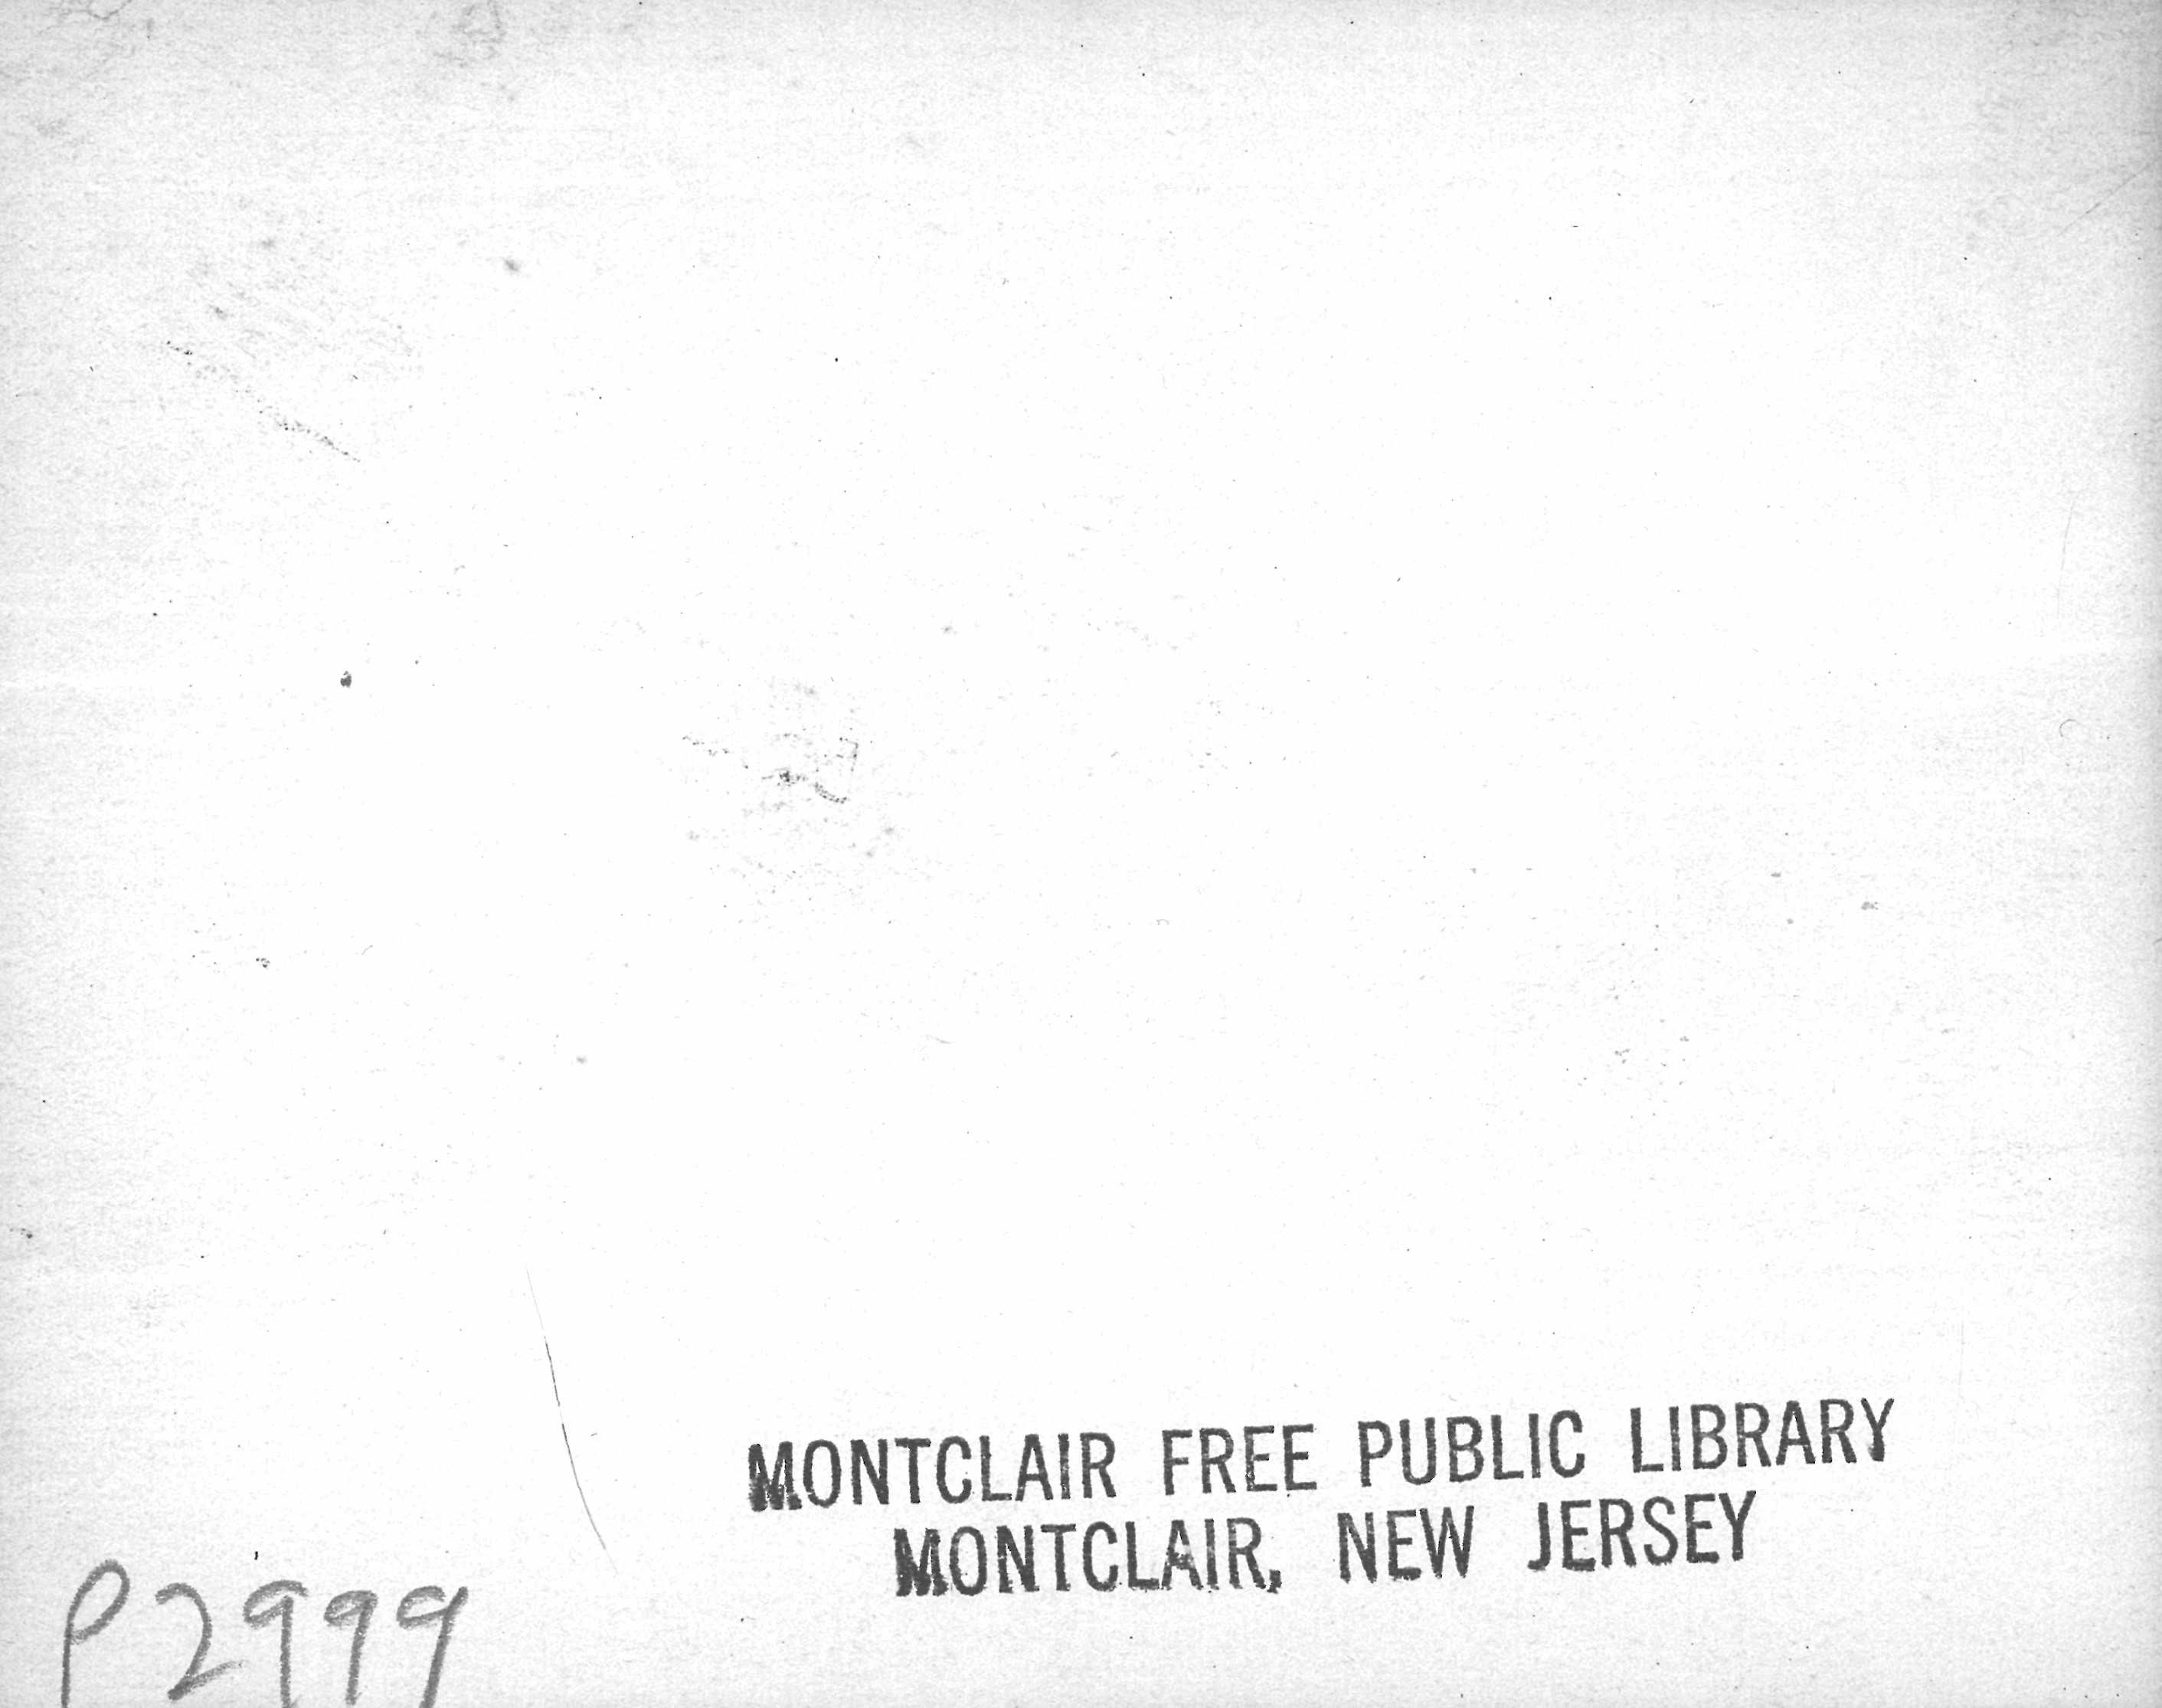 MONTCLAIR FREE PUBLIC LIBRARY
MONTCLAIR, NEW JERSEY
P2999